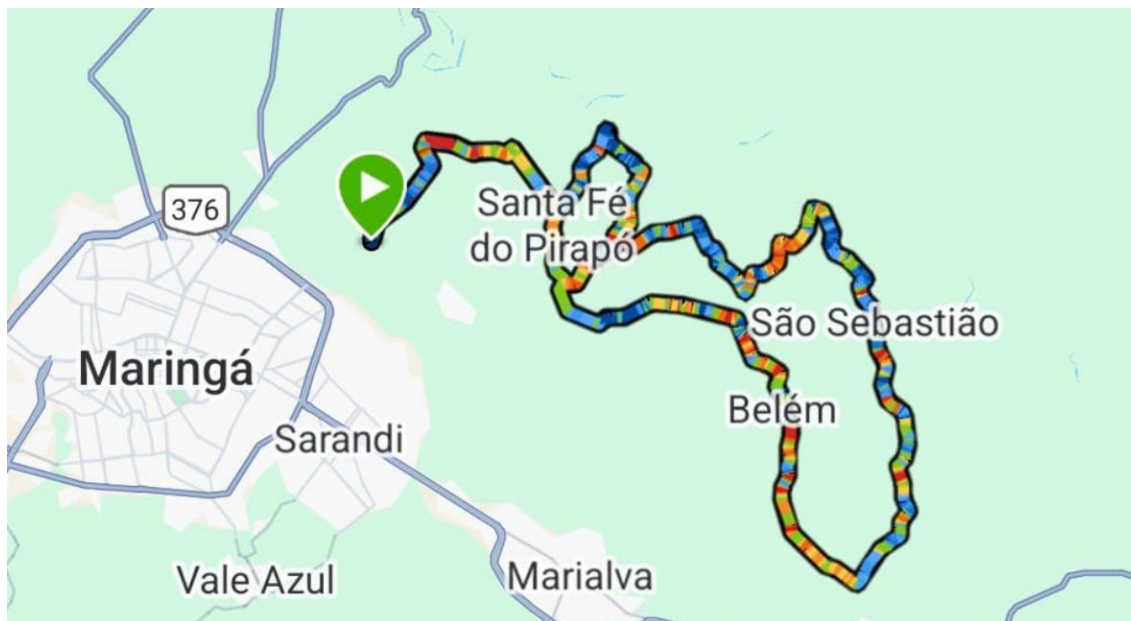 376
Santa Fé
do Pirapó
São Sebastião
Maringá
Belém
Sarandi
Vale Azul
Marialva